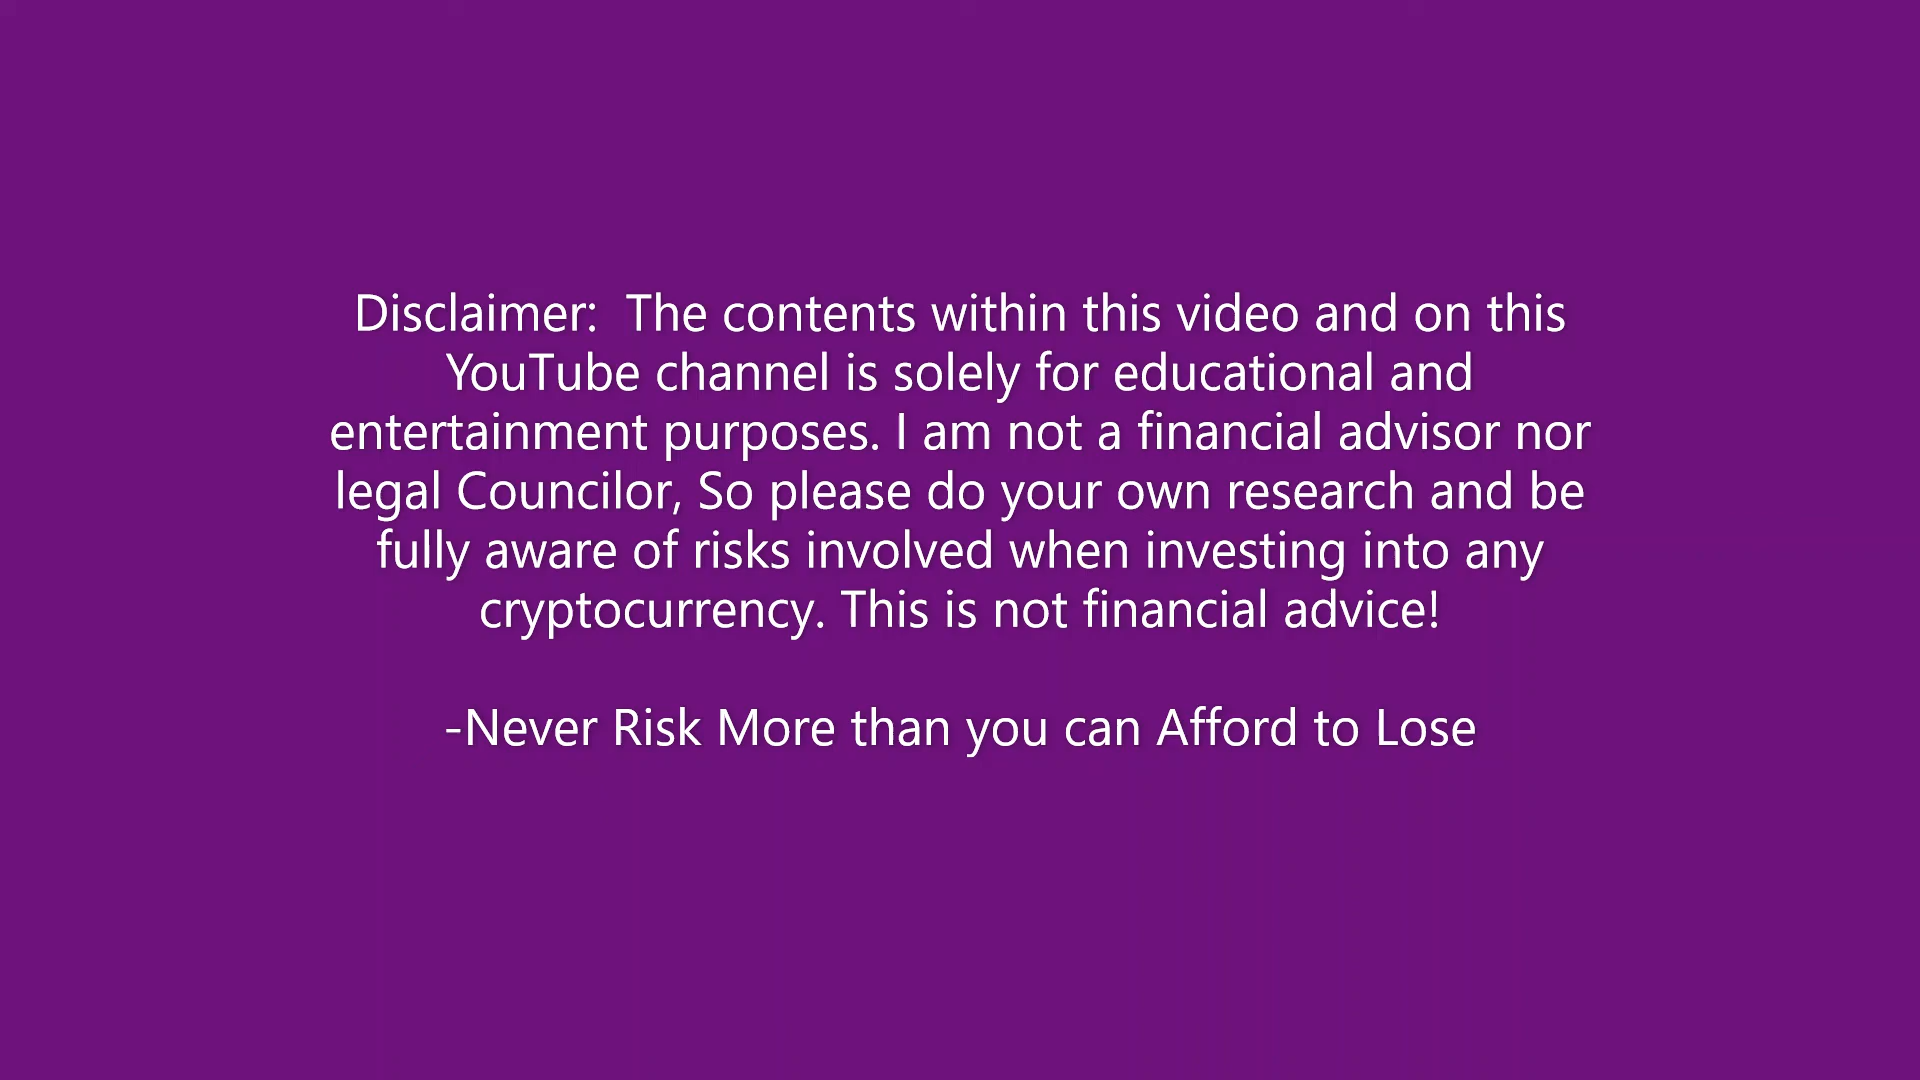 Disclaimer:  The contents within this video and on this
YouTube channel is solely for educational and
entertainment purposes. I am not a financial advisor nor
legal Councilor, So please do your own research and be
fully aware of risks involved when investing into any
cryptocurrency. This is not financial advice!
-Never Risk More than you can Afford to Lose